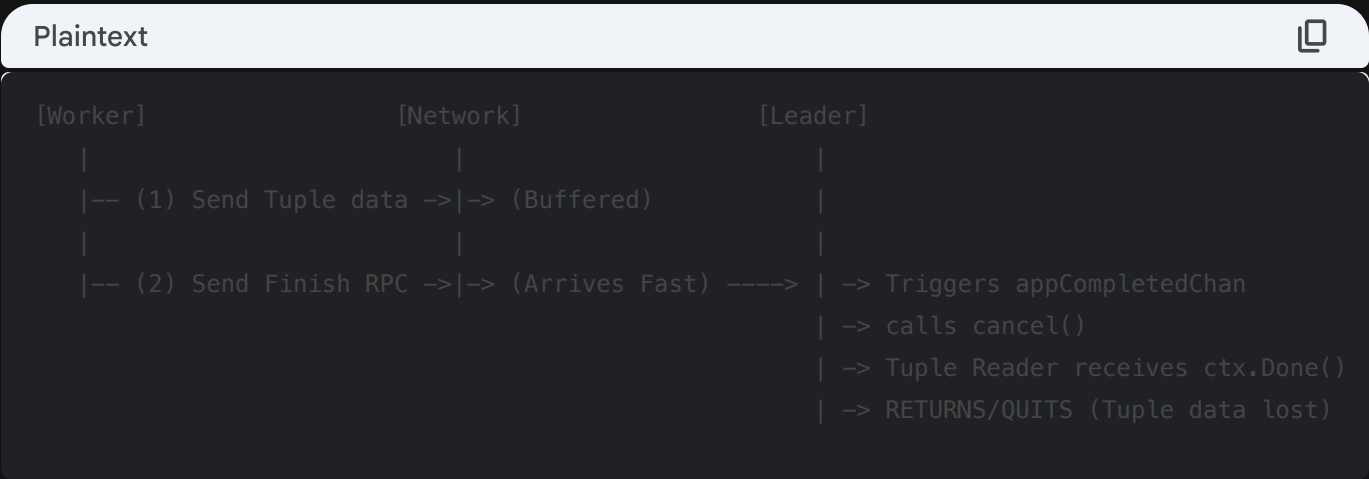 Plaintext
[Worker]                 [Network]                [Leader]
   |                         |                        |
   |-- (1) Send Tuple data ->|-> (Buffered)           |
   |                         |                        |
   |-- (2) Send Finish RPC ->|-> (Arrives Fast) ----> | -> Triggers appCompletedChan
                                                      | -> calls cancel()
                                                      | -> Tuple Reader receives ctx.Done()
                                                      | -> RETURNS/QUITS (Tuple data lost)